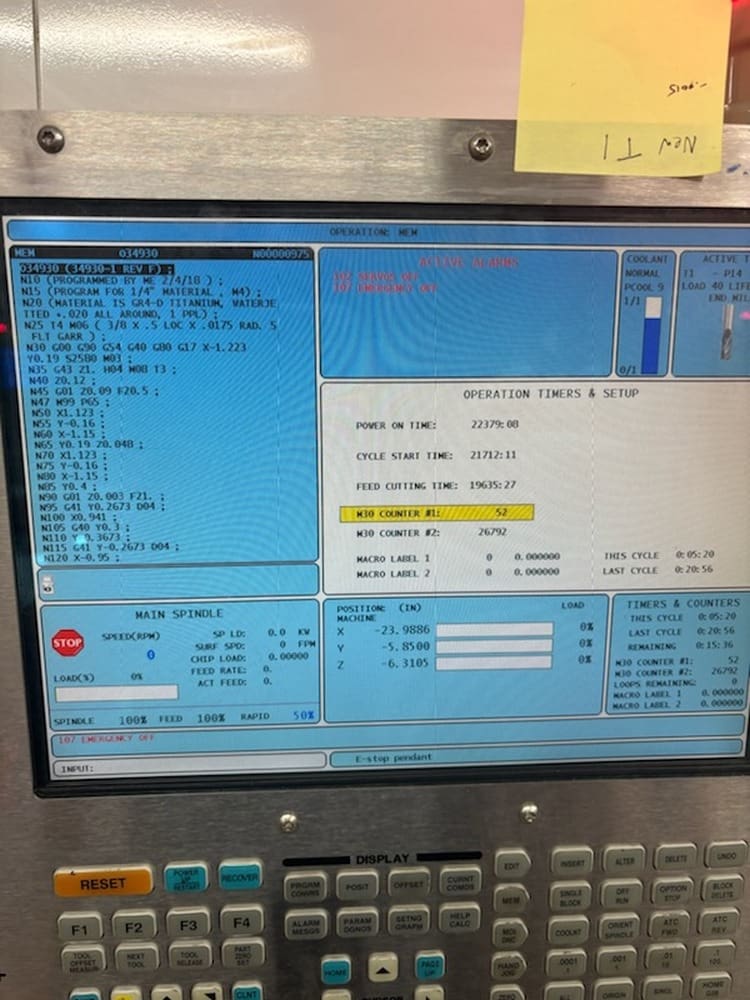 New T1
OPERATION: MEM
MEM O34930 N00000975
O34930 (34930-1 REV F) ;
N10 (PROGRAMMED BY ME 2/4/18) ;
N15 (PROGRAM FOR 1/4" MATERIAL , M4) ;
N20 (MATERIAL IS GR4-D TITANIUM, WATERJE
TTED +.020 ALL AROUND, 1 PPL) ;
N25 T4 M06 ( 3/8 X .5 LOC X .0175 RAD. 5
FLT GARR ) ;
N30 G00 G90 G54 G40 G80 G17 X-1.223
Y0.19 S2580 M03 ;
N35 G43 Z1. H04 M08 T3 ;
N40 Z0.12 ;
N45 G01 Z0.09 F20.5 ;
N47 M99 P65 ;
N50 X1.123 ;
N55 Y-0.16 ;
N60 X-1.15 ;
N65 Y0.19 Z0.048 ;
N70 X1.123 ;
N75 Y-0.16 ;
N80 X-1.15 ;
N85 Y0.4 ;
N90 G01 Z0.003 F21. ;
N95 G41 Y0.2673 D04 ;
N100 X0.941 ;
N105 G40 Y0.3 ;
N110 Y-0.3673 ;
N115 G41 Y-0.2673 D04 ;
N120 X-0.95 ;
ACTIVE ALARMS
102 SERVOS OFF
107 EMERGENCY OFF
COOLANT
NORMAL
PCOOL 9
1/1
0/1
ACTIVE T
T1 - P14
LOAD 40 LIFE
END MIL
OPERATION TIMERS & SETUP
POWER ON TIME: 22379:08
CYCLE START TIME: 21712:11
FEED CUTTING TIME: 19635:27
M30 COUNTER #1: 52
M30 COUNTER #2: 26792
MACRO LABEL 1 0 0.000000 THIS CYCLE 0:05:20
MACRO LABEL 2 0 0.000000 LAST CYCLE 0:20:56
MAIN SPINDLE
STOP
SPEED(RPM) 0
LOAD(%) 0%
SP LD: 0.0 KW
SURF SPD: 0 FPM
CHIP LOAD: 0.00000
FEED RATE: 0.
ACT FEED: 0.
SPINDLE 100% FEED 100% RAPID 50%
POSITION: (IN) LOAD
MACHINE
X -23.9886 0%
Y -5.8500 0%
Z -6.3105 0%
TIMERS & COUNTERS
THIS CYCLE 0:05:20
LAST CYCLE 0:20:56
REMAINING 0:15:36
M30 COUNTER #1: 52
M30 COUNTER #2: 26792
LOOPS REMAINING: 0
MACRO LABEL 1 0.000000
MACRO LABEL 2 0.000000
107 EMERGENCY OFF
INPUT:
E-stop pendant
DISPLAY
RESET
POWER UP RESTART
RECOVER
PRGRM CONVRS
POSIT
OFFSET
CURNT COMDS
EDIT
INSERT
ALTER
DELETE
UNDO
F1
F2
F3
F4
ALARM MESGS
PARAM DGNOS
SETNG GRAPH
HELP CALC
MEM
SINGLE BLOCK
DRY RUN
OPTION STOP
BLOCK DELETE
TOOL OFFSET MEASUR
NEXT TOOL
TOOL RELEASE
PART ZERO SET
HOME
PAGE UP
MDI DNC
COOLNT
ORIENT SPINDLE
ATC FWD
ATC REV
HAND JOG
.0001 .1
.001 1.
.01 10.
.1 100.
CLNT
CURSOR
ZERO
ORIGIN
SINGL
HOME G28